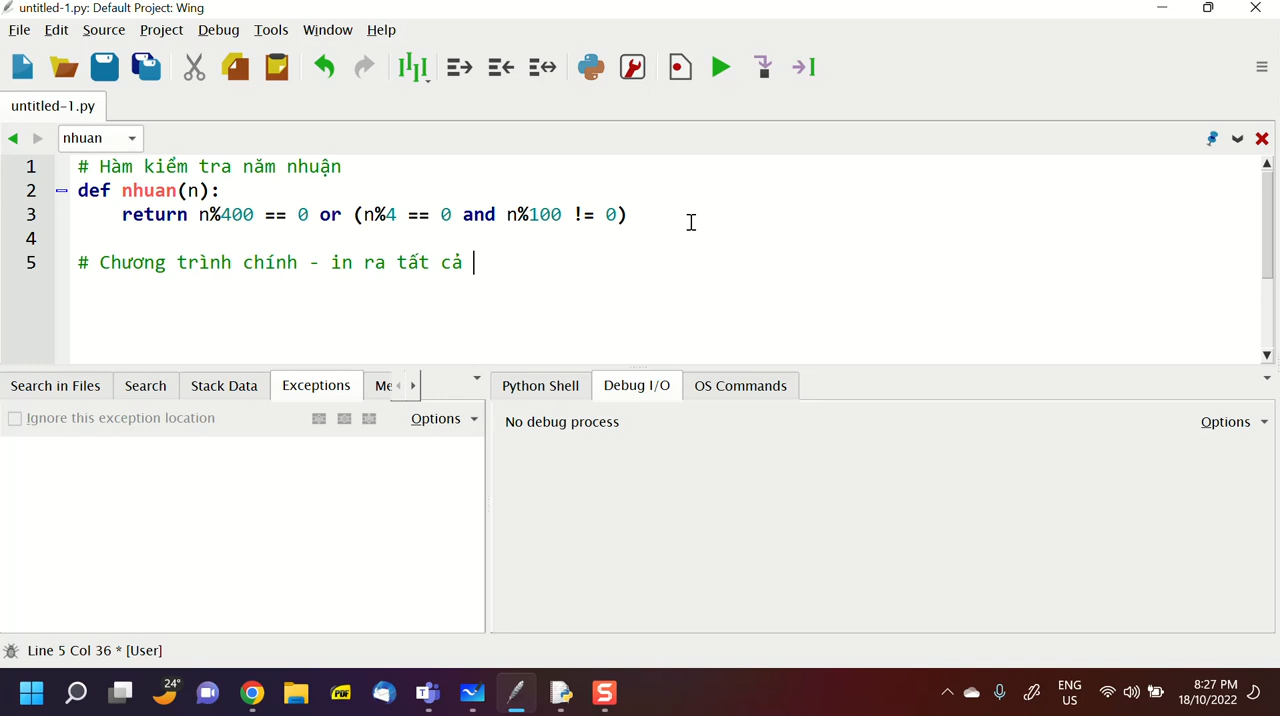 untitled-1.py: Default Project: Wing
File Edit Source Project Debug Tools Window Help
untitled-1.py
nhuan
1 # Hàm kiểm tra năm nhuận
2 def nhuan(n):
3 return n%400 == 0 or (n%4 == 0 and n%100 != 0)
4
5 # Chương trình chính - in ra tất cả
Search in Files Search Stack Data Exceptions Me
Python Shell Debug I/O OS Commands
Ignore this exception location Options
No debug process Options
Line 5 Col 36 * [User]
24°
PDF
S
ENG
US
8:27 PM
18/10/2022